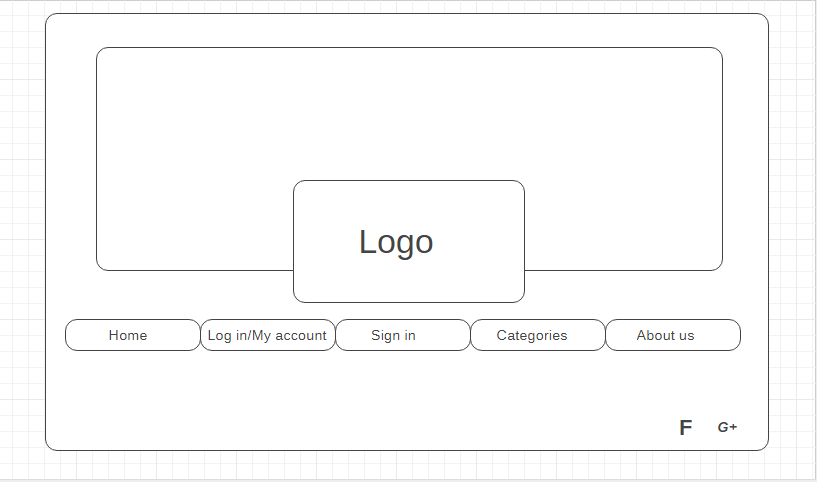 Logo
Home
Log in/My account
Sign in
Categories
About us
F
G+